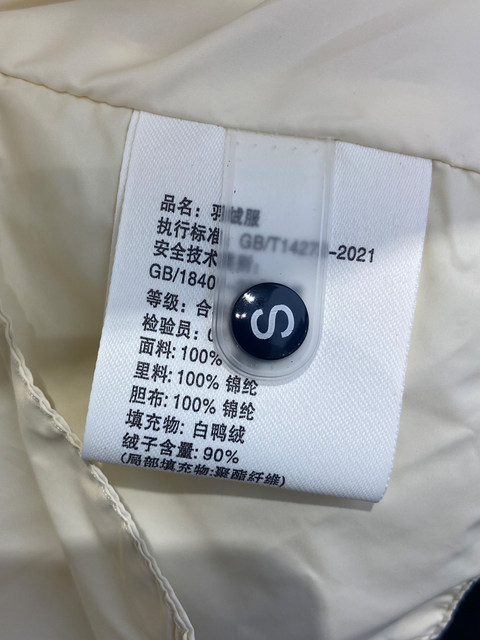 品名：羽绒服
执行标准：GB/T14272-2021
安全技术类别：
GB/1840
等级：合
检验员：0
面料：100%
里料：100% 锦纶
胆布：100% 锦纶
填充物：白鸭绒
绒子含量：90%
(局部填充物:聚酯纤维)
S